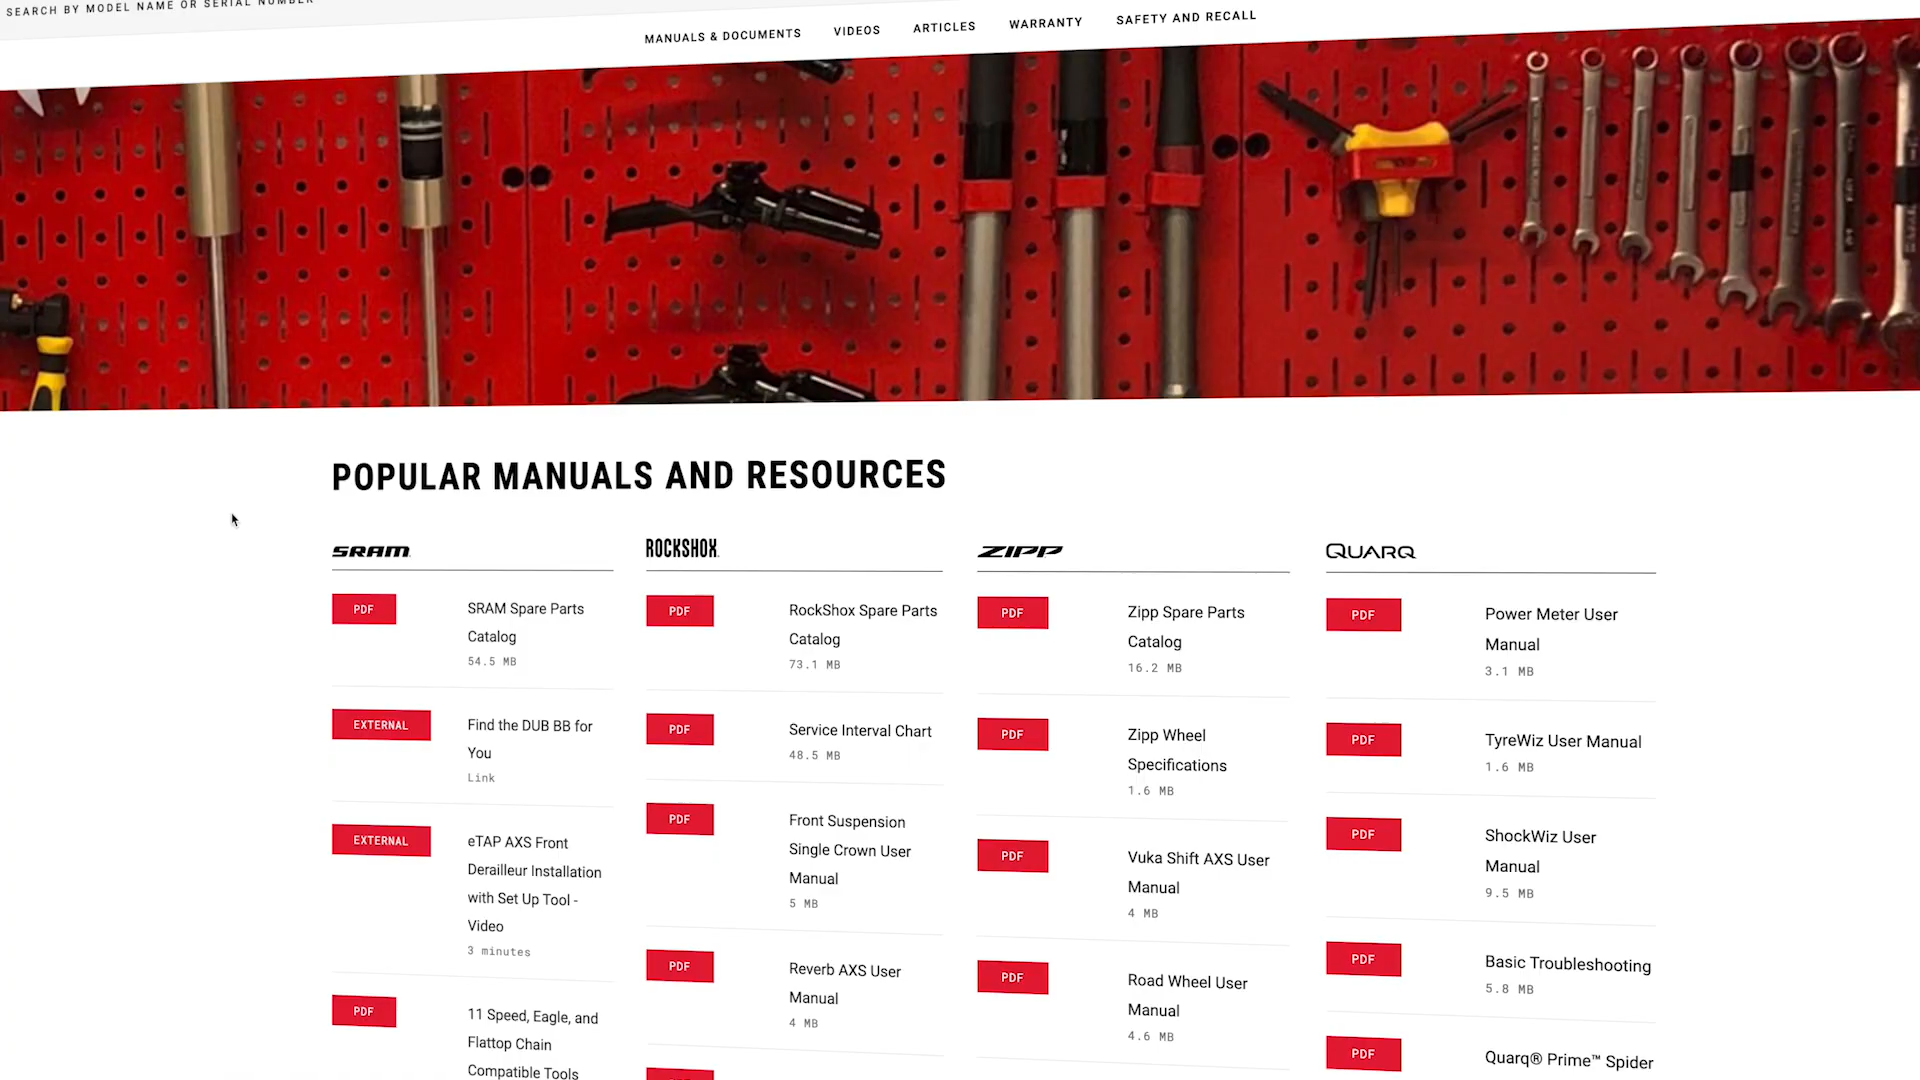 SEARCH BY MODEL NAME OR SERIAL NUMBER
MANUALS & DOCUMENTS VIDEOS ARTICLES WARRANTY SAFETY AND RECALL
POPULAR MANUALS AND RESOURCES
SRAM
PDF
SRAM Spare Parts
Catalog
54.5 MB
EXTERNAL
Find the DUB BB for
You
Link
EXTERNAL
eTAP AXS Front
Derailleur Installation
with Set Up Tool -
Video
3 minutes
PDF
11 Speed, Eagle, and
Flattop Chain
Compatible Tools
ROCKSHOX
PDF
RockShox Spare Parts
Catalog
73.1 MB
PDF
Service Interval Chart
48.5 MB
PDF
Front Suspension
Single Crown User
Manual
5 MB
PDF
Reverb AXS User
Manual
4 MB
ZIPP
PDF
Zipp Spare Parts
Catalog
16.2 MB
PDF
Zipp Wheel
Specifications
1.6 MB
PDF
Vuka Shift AXS User
Manual
4 MB
PDF
Road Wheel User
Manual
4.6 MB
QUARQ
PDF
Power Meter User
Manual
3.1 MB
PDF
TyreWiz User Manual
1.6 MB
PDF
ShockWiz User
Manual
9.5 MB
PDF
Basic Troubleshooting
5.8 MB
PDF
Quarq® Prime™ Spider